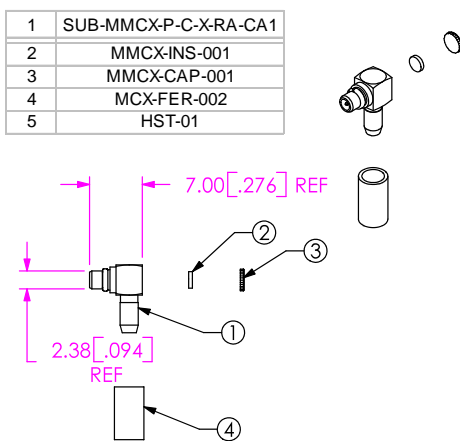 1 SUB-MMCX-P-C-X-RA-CA1
2 MMCX-INS-001
3 MMCX-CAP-001
4 MCX-FER-002
5 HST-01
7.00[.276] REF
2
3
1
2.38[.094]
REF
4